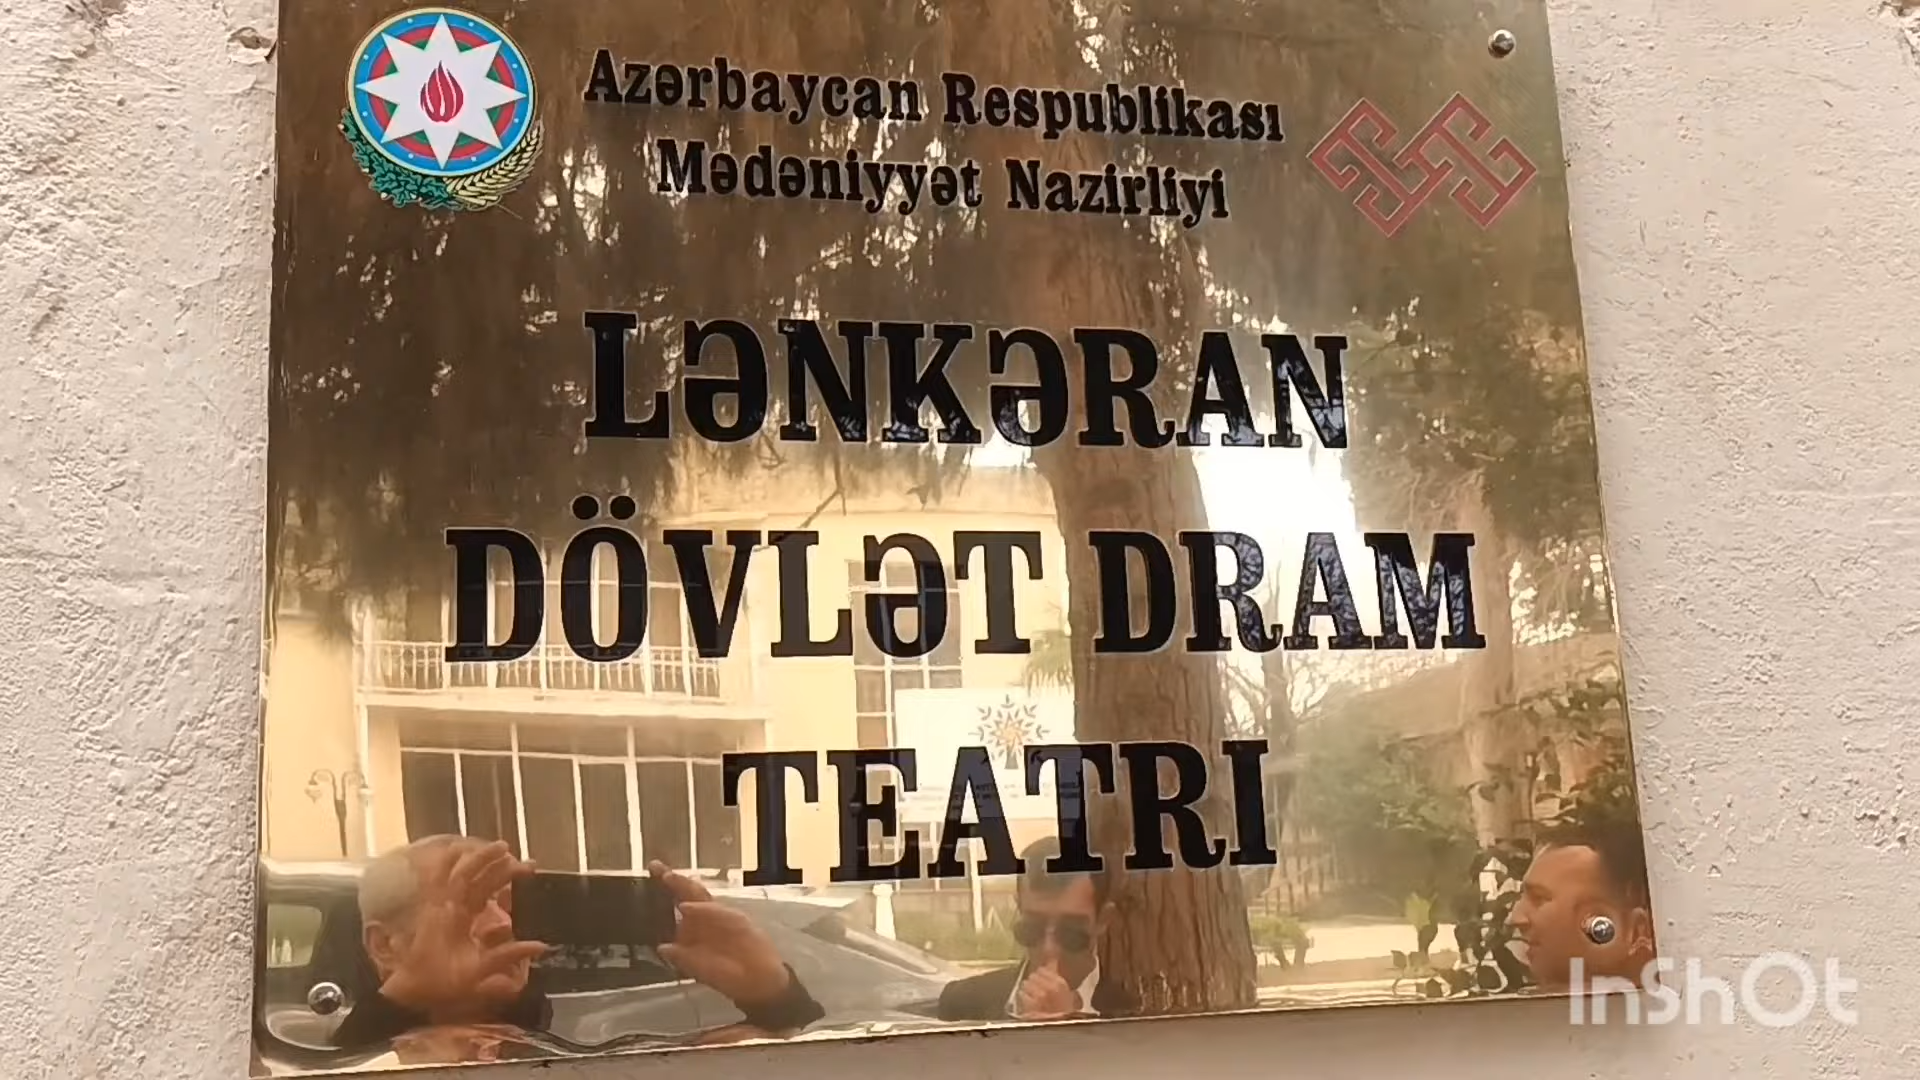 Azərbaycan Respublikası
Mədəniyyət Nazirliyi
LƏNKƏRAN
DÖVLƏT DRAM
TEATRI
InShOt